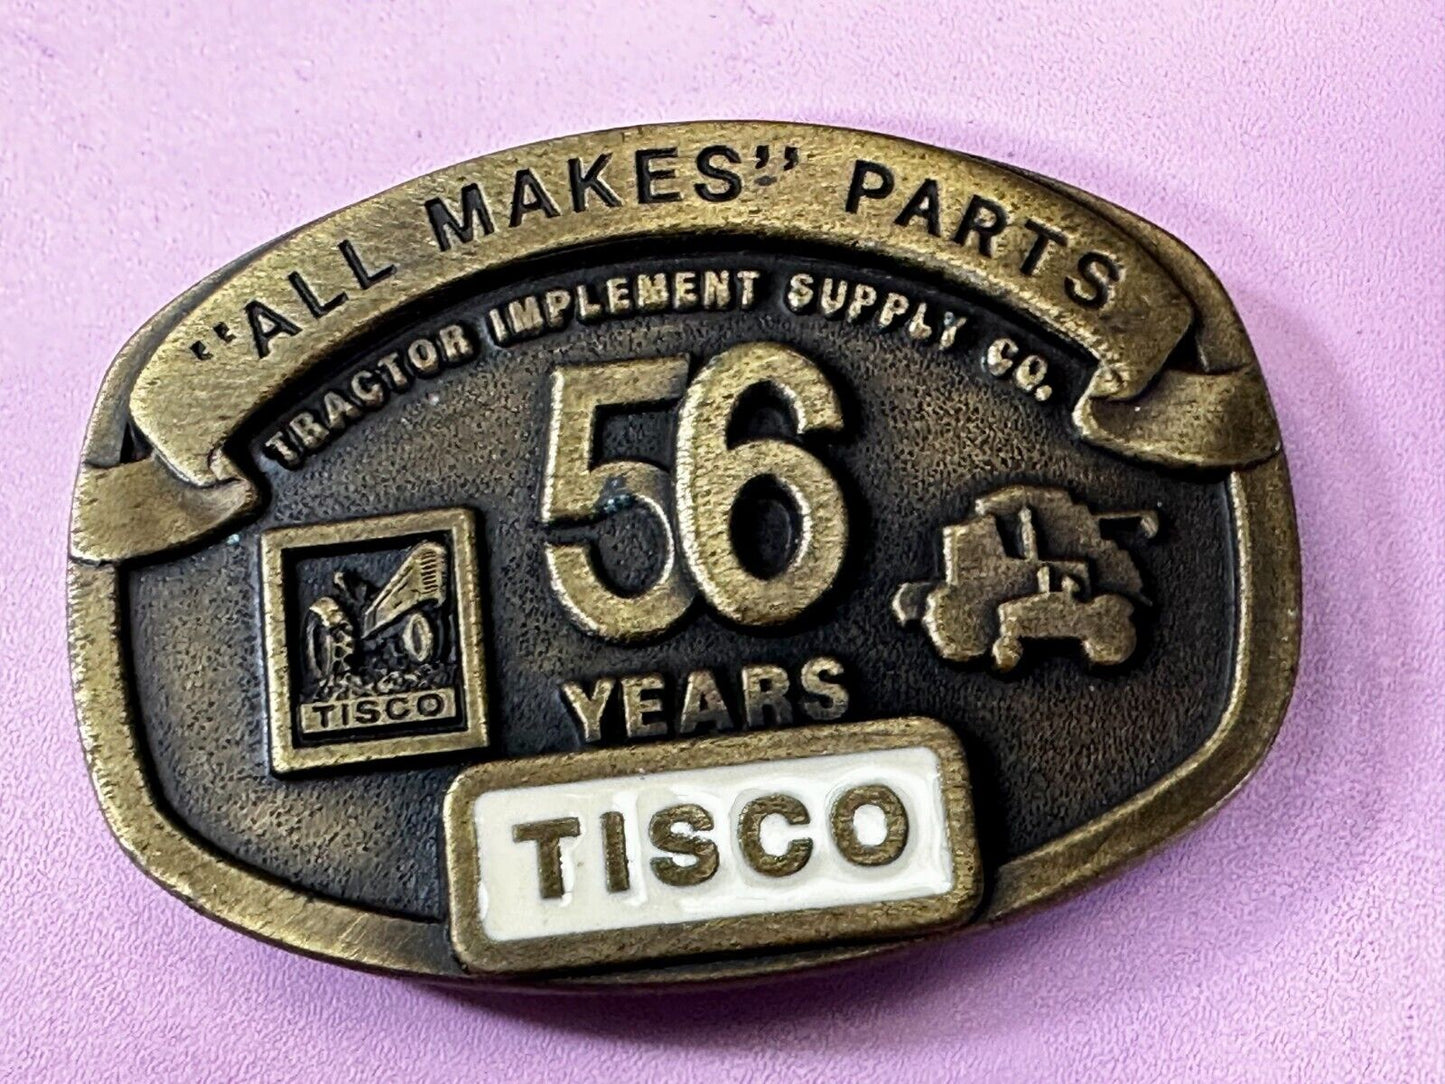 "ALL MAKES" PARTS
TRACTOR IMPLEMENT SUPPLY CO.
56
YEARS
TISCO
TISCO